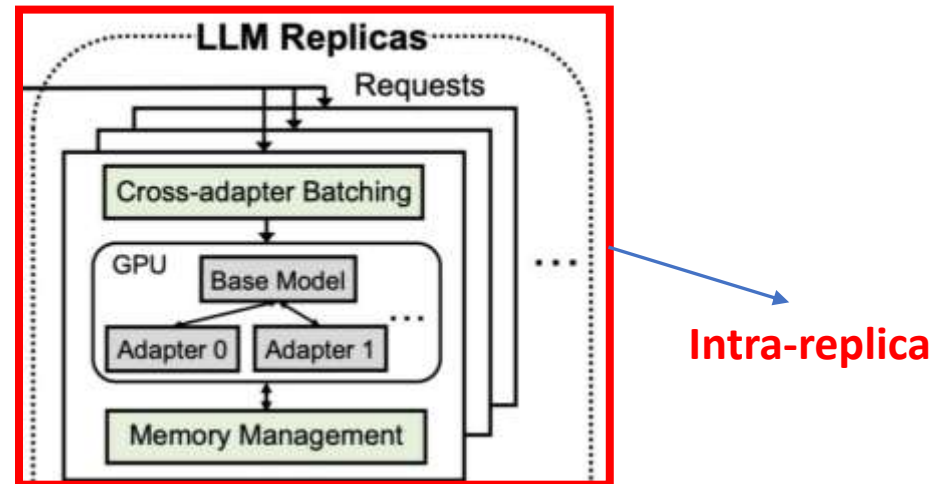 LLM Replicas
Requests
Cross-adapter Batching
GPU
Base Model
...
Adapter 0 Adapter 1
...
Intra-replica
Memory Management